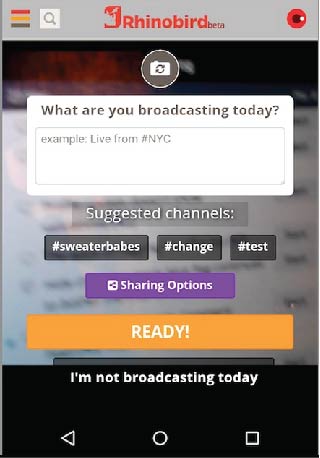 Rhinobird beta
What are you broadcasting today?
example: Live from #NYC
Suggested channels:
#sweaterbabes #change #test
Sharing Options
READY!
I'm not broadcasting today